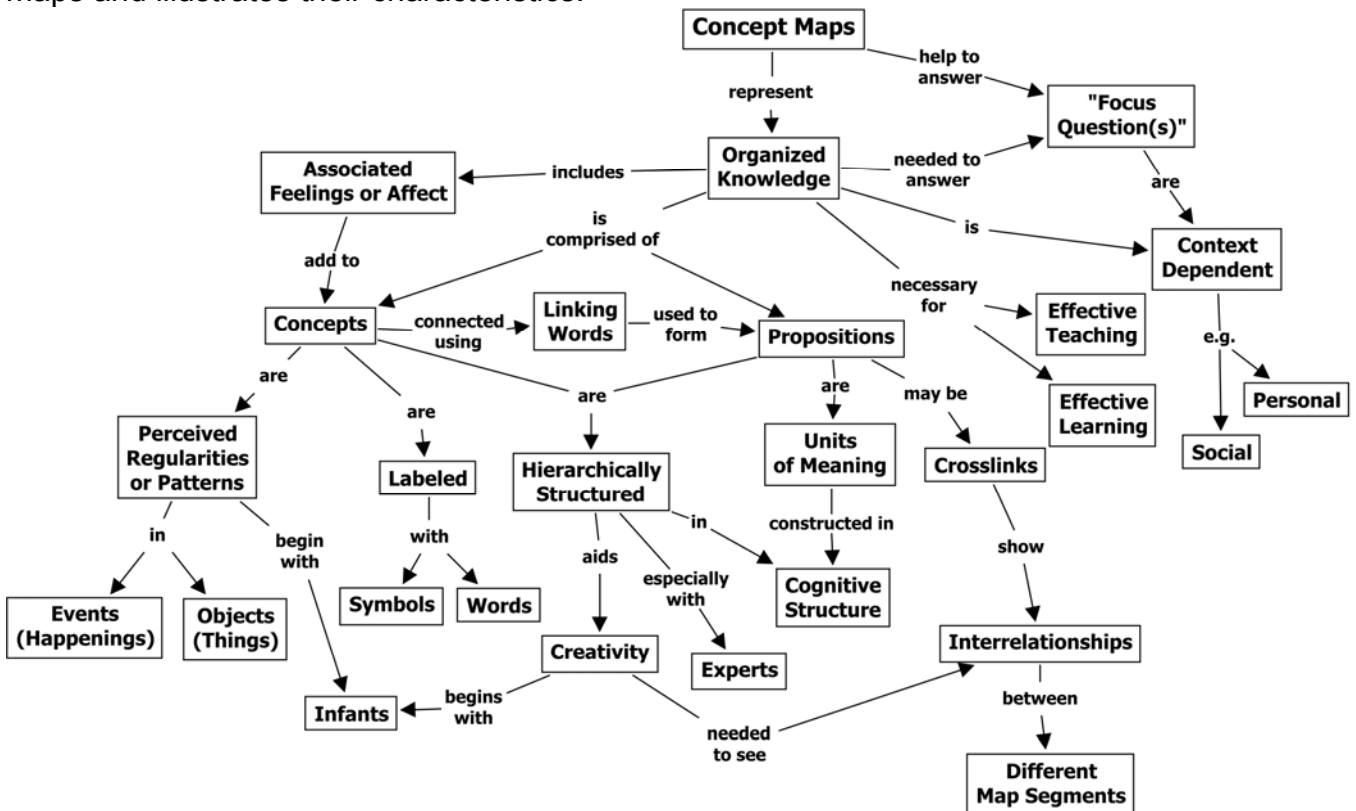 maps and illustrates their characteristics.
Concept Maps
help to
answer
represent
"Focus
Question(s)"
Organized
Knowledge
needed to
answer
Associated
Feelings or Affect
includes
are
is
comprised of
is
Context
Dependent
add to
necessary
for
Concepts
connected
using
Linking
Words
used to
form
Propositions
Effective
Teaching
e.g.
are
are
are
are
may be
Effective
Learning
Personal
Social
Perceived
Regularities
or Patterns
Labeled
Hierarchically
Structured
Units
of Meaning
Crosslinks
in
begin
with
with
aids
especially
with
in
constructed in
show
Events
(Happenings)
Objects
(Things)
Symbols
Words
Cognitive
Structure
Creativity
Experts
Interrelationships
Infants
begins
with
needed
to see
between
Different
Map Segments